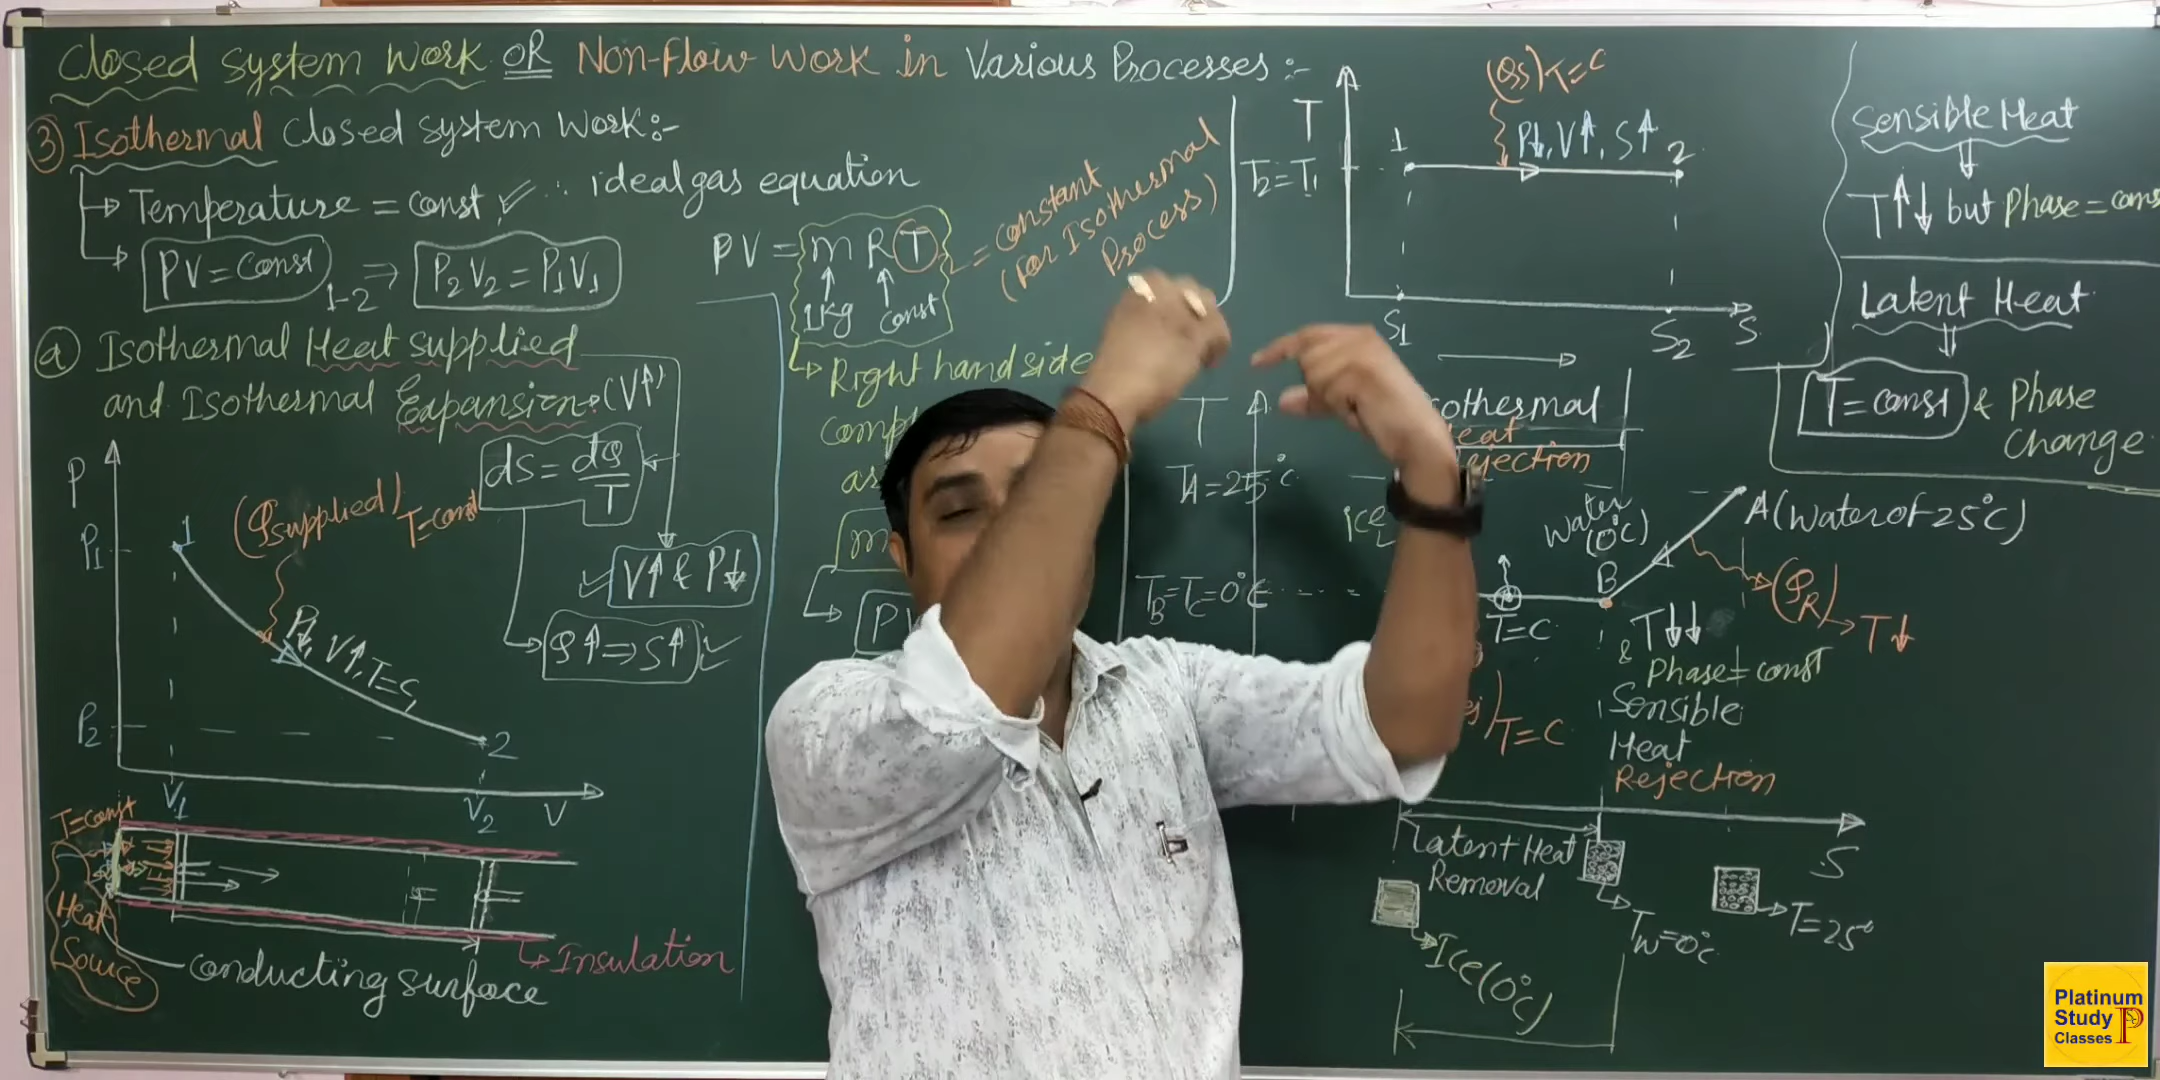 Closed system Work OR Non-Flow Work in Various Processes :-
③ Isothermal Closed system Work:-
→ Temperature = const ✓ ∴ ideal gas equation
→ PV = Const 1-2 ⇒ P2V2 = P1V1
PV = m R T = constant
(For Isothermal
Process)
1kg Const
→ Right hand side
a) Isothermal Heat supplied
and Isothermal Expansion:(V↑)
dS = dQ/T
P
(Qsupplied) T=const
P1
1
P↓, V↑, T=S,
P2
2
V1 V2 V
✓ V↑ & P↓
Q↑ ⇒ S↑ ✓
T=const
Heat
Source
conducting surface
→ Insulation
T
T2=T1
1
2
(Qs) T=C
P↓, V↑, S↑
S1 S2 S
Sensible Heat
⇓
T↑↓ but Phase = cons
Latent Heat
⇓
T=const & Phase
Change
T
othermal
eat
ejection
TA=25°C
TB=TC=0°C
ice
Water
(0°C)
B
A(Water of 25°C)
(QR) → T↓
T=C
T↓↓
& Phase = const
Sensible
Heat
Rejection
T=C
S
Latent Heat
Removal
→ Ice(0°C)
→ Tw=0°C
→ T=25°
Platinum
Study
Classes